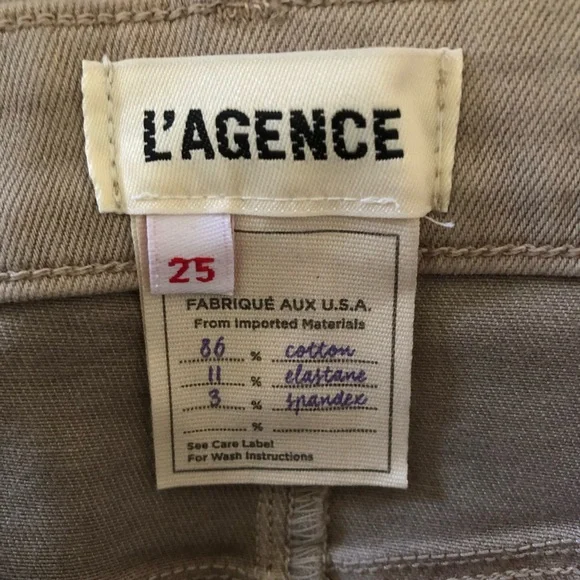 L'AGENCE
25
FABRIQUÉ AUX U.S.A.
From Imported Materials
86 % cotton
11 % elastane
3 % spandex
%
See Care Label
For Wash Instructions